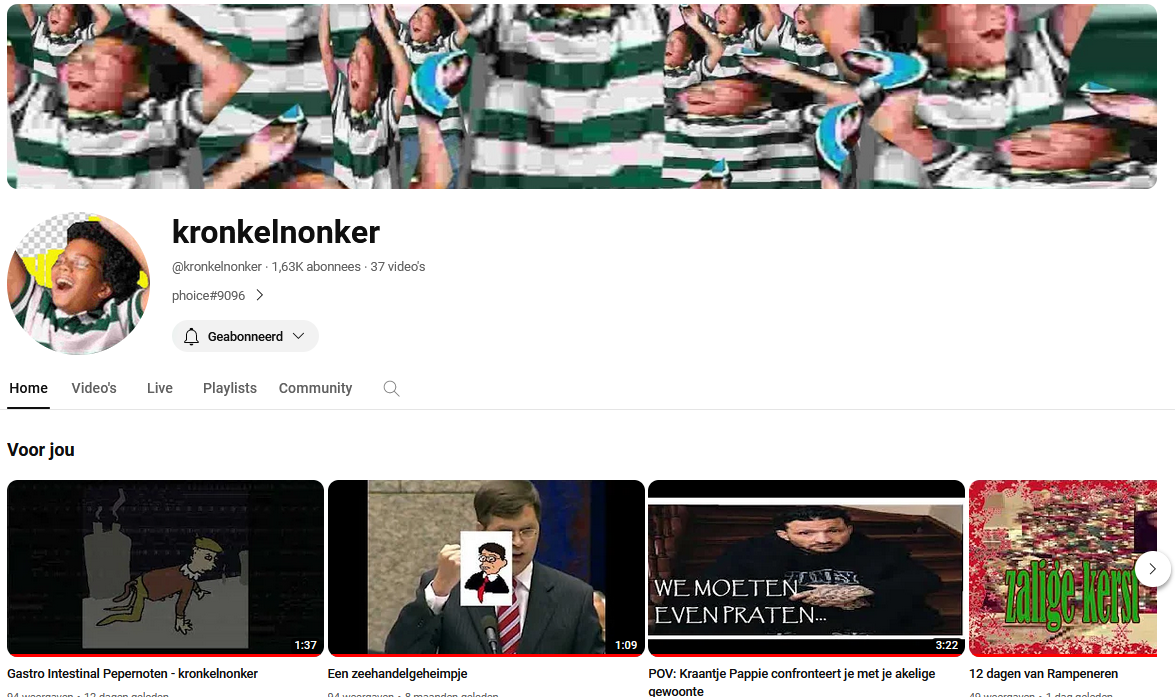 kronkelnonker
@kronkelnonker · 1,63K abonnees · 37 video's
phoice#9096
Geabonneerd
Home Video's Live Playlists Community
Voor jou
WE MOETEN
EVEN PRATEN...
zalige kerst
1:37
1:09
3:22
Gastro Intestinal Pepernoten - kronkelnonker
Een zeehandelgeheimpje
POV: Kraantje Pappie confronteert je met je akelige
gewoonte
12 dagen van Rampeneren
94 weergaven • 12 dagen geleden
94 weergaven • 8 maanden geleden
49 weergaven • 1 dag geleden